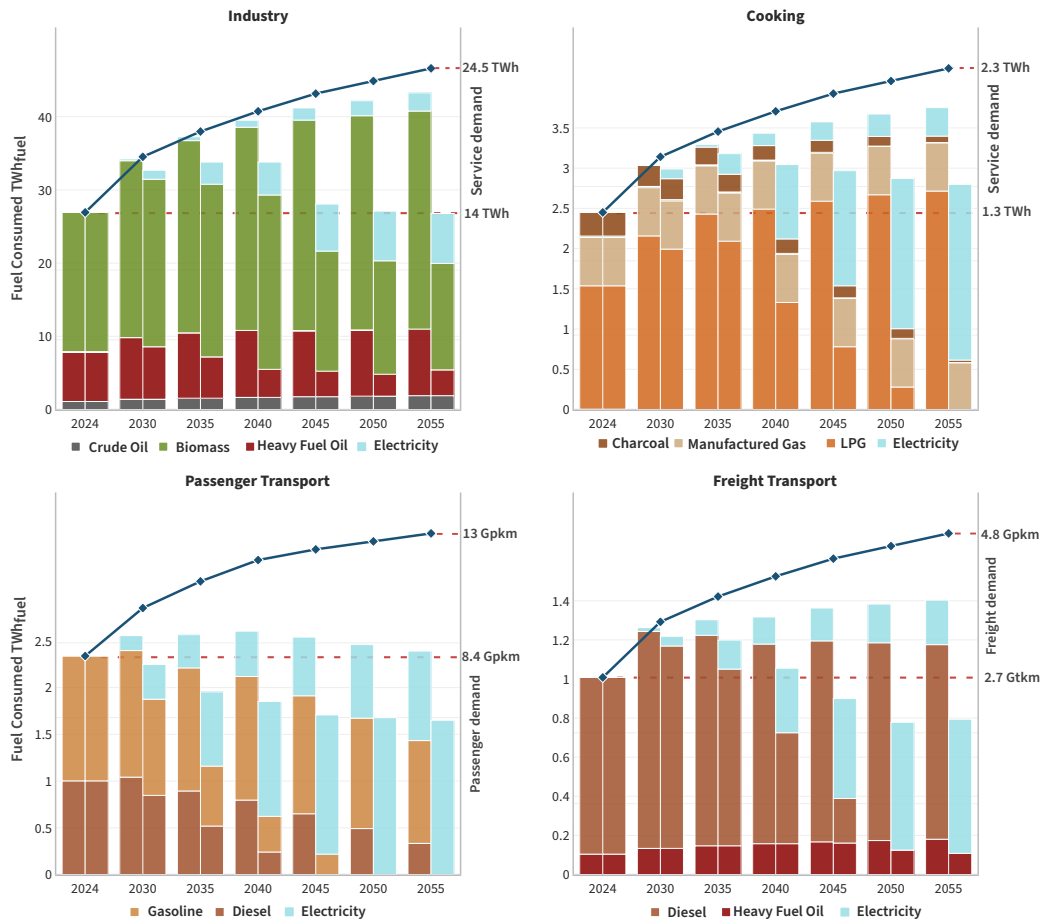 Industry
Fuel Consumed TWhfuel
40
30
20
10
0
2024 2030 2035 2040 2045 2050 2055
24.5 TWh
14 TWh
Service demand
Crude Oil Biomass Heavy Fuel Oil Electricity
Cooking
3.5
3
2.5
2
1.5
1
0.5
0
2024 2030 2035 2040 2045 2050 2055
2.3 TWh
1.3 TWh
Service demand
Charcoal Manufactured Gas LPG Electricity
Passenger Transport
Fuel Consumed TWhfuel
2.5
2
1.5
1
0.5
0
2024 2030 2035 2040 2045 2050 2055
13 Gpkm
8.4 Gpkm
Passenger demand
Gasoline Diesel Electricity
Freight Transport
1.4
1.2
1
0.8
0.6
0.4
0.2
0
2024 2030 2035 2040 2045 2050 2055
4.8 Gpkm
2.7 Gtkm
Freight demand
Diesel Heavy Fuel Oil Electricity